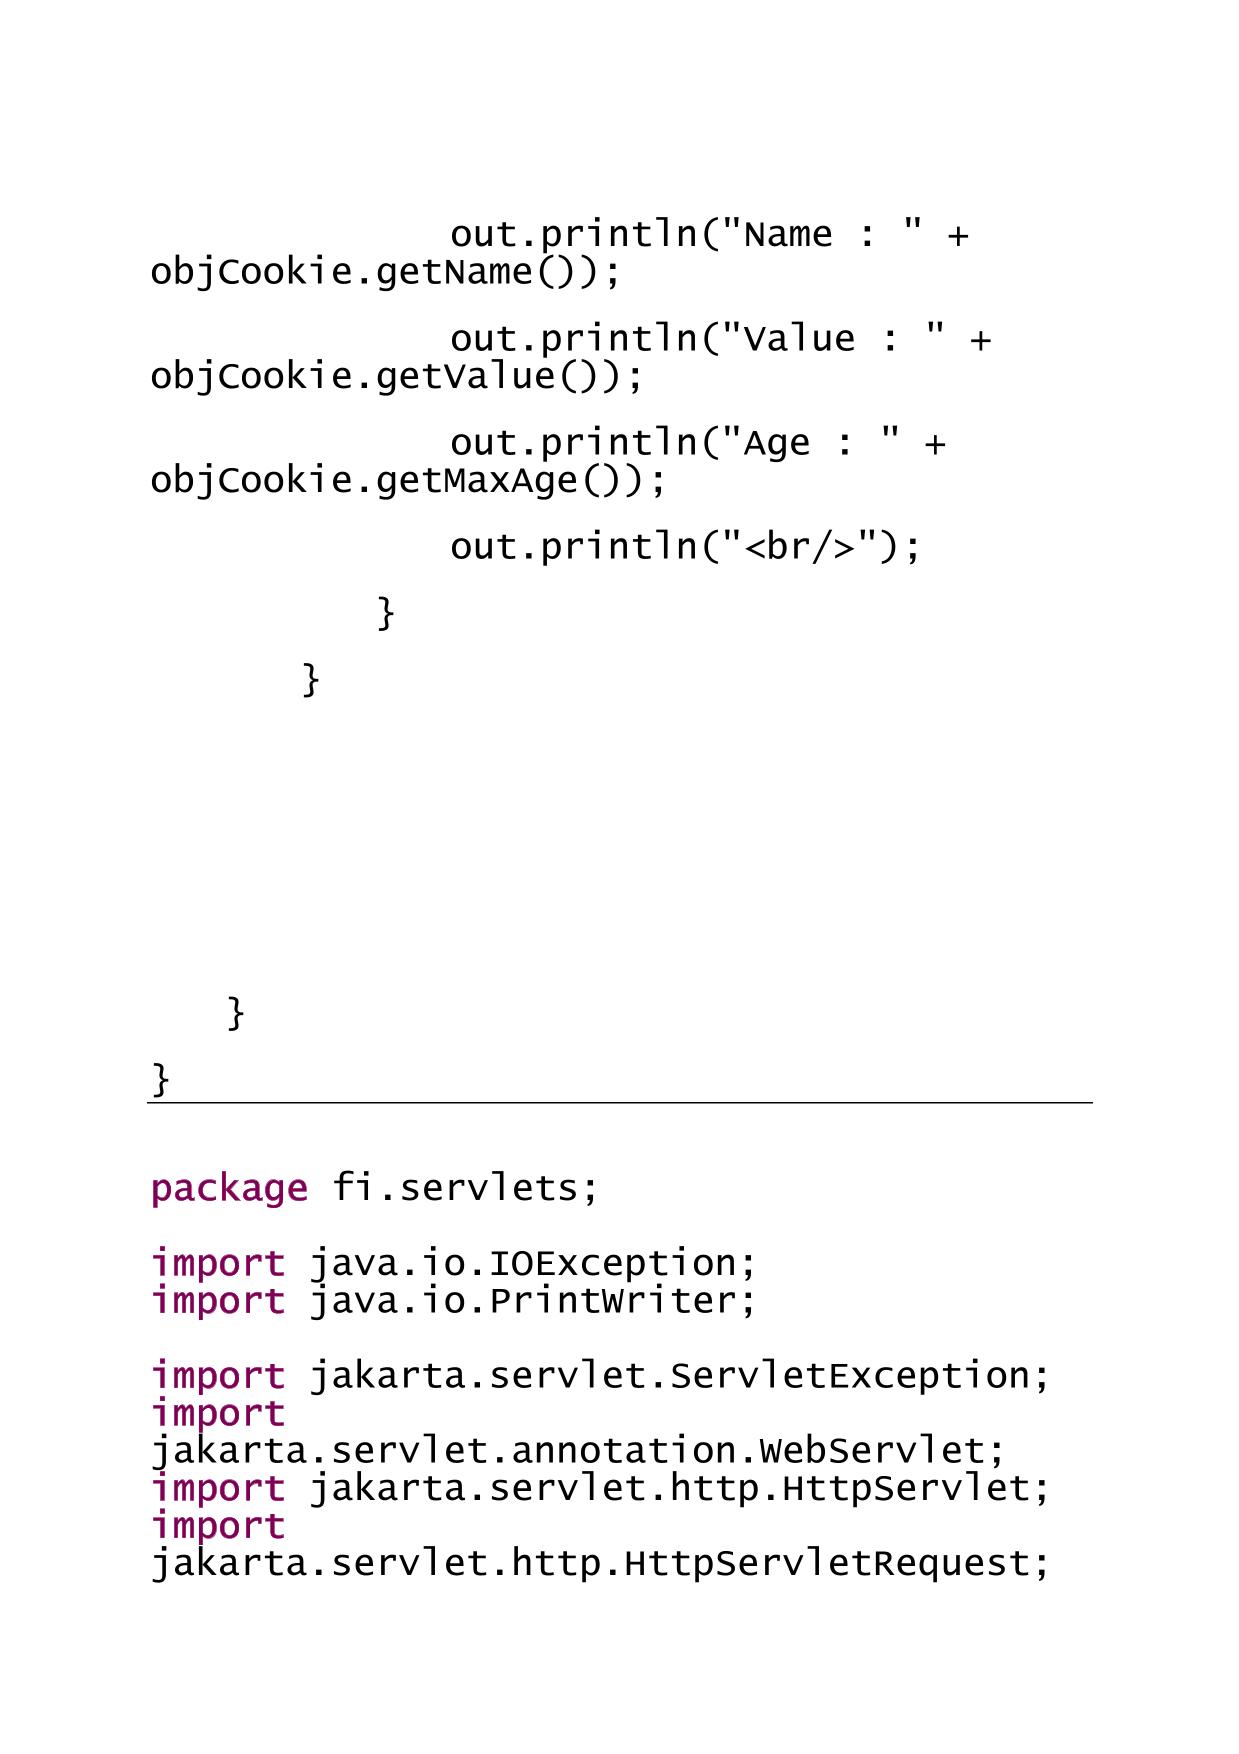 out.println("Name : " +
objCookie.getName());
out.println("Value : " +
objCookie.getValue());
out.println("Age : " +
objCookie.getMaxAge());
out.println("<br/>");
}
}
}
}
package fi.servlets;
import java.io.IOException;
import java.io.PrintWriter;
import jakarta.servlet.ServletException;
import
jakarta.servlet.annotation.WebServlet;
import jakarta.servlet.http.HttpServlet;
import
jakarta.servlet.http.HttpServletRequest;